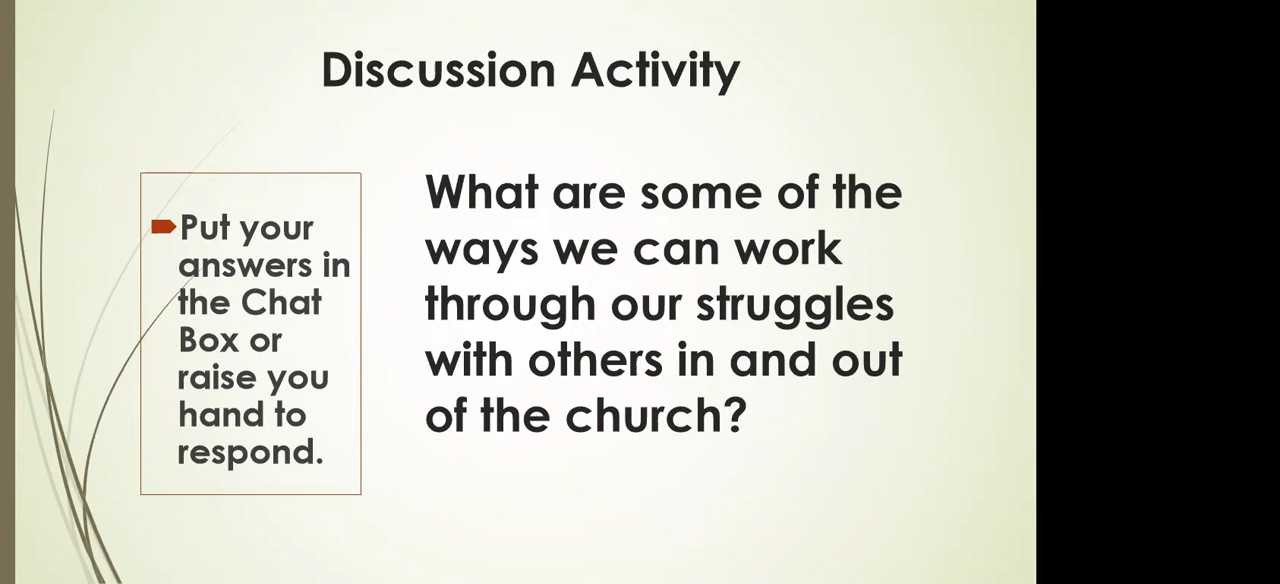 Discussion Activity
Put your
answers in
the Chat
Box or
raise you
hand to
respond.
What are some of the
ways we can work
through our struggles
with others in and out
of the church?